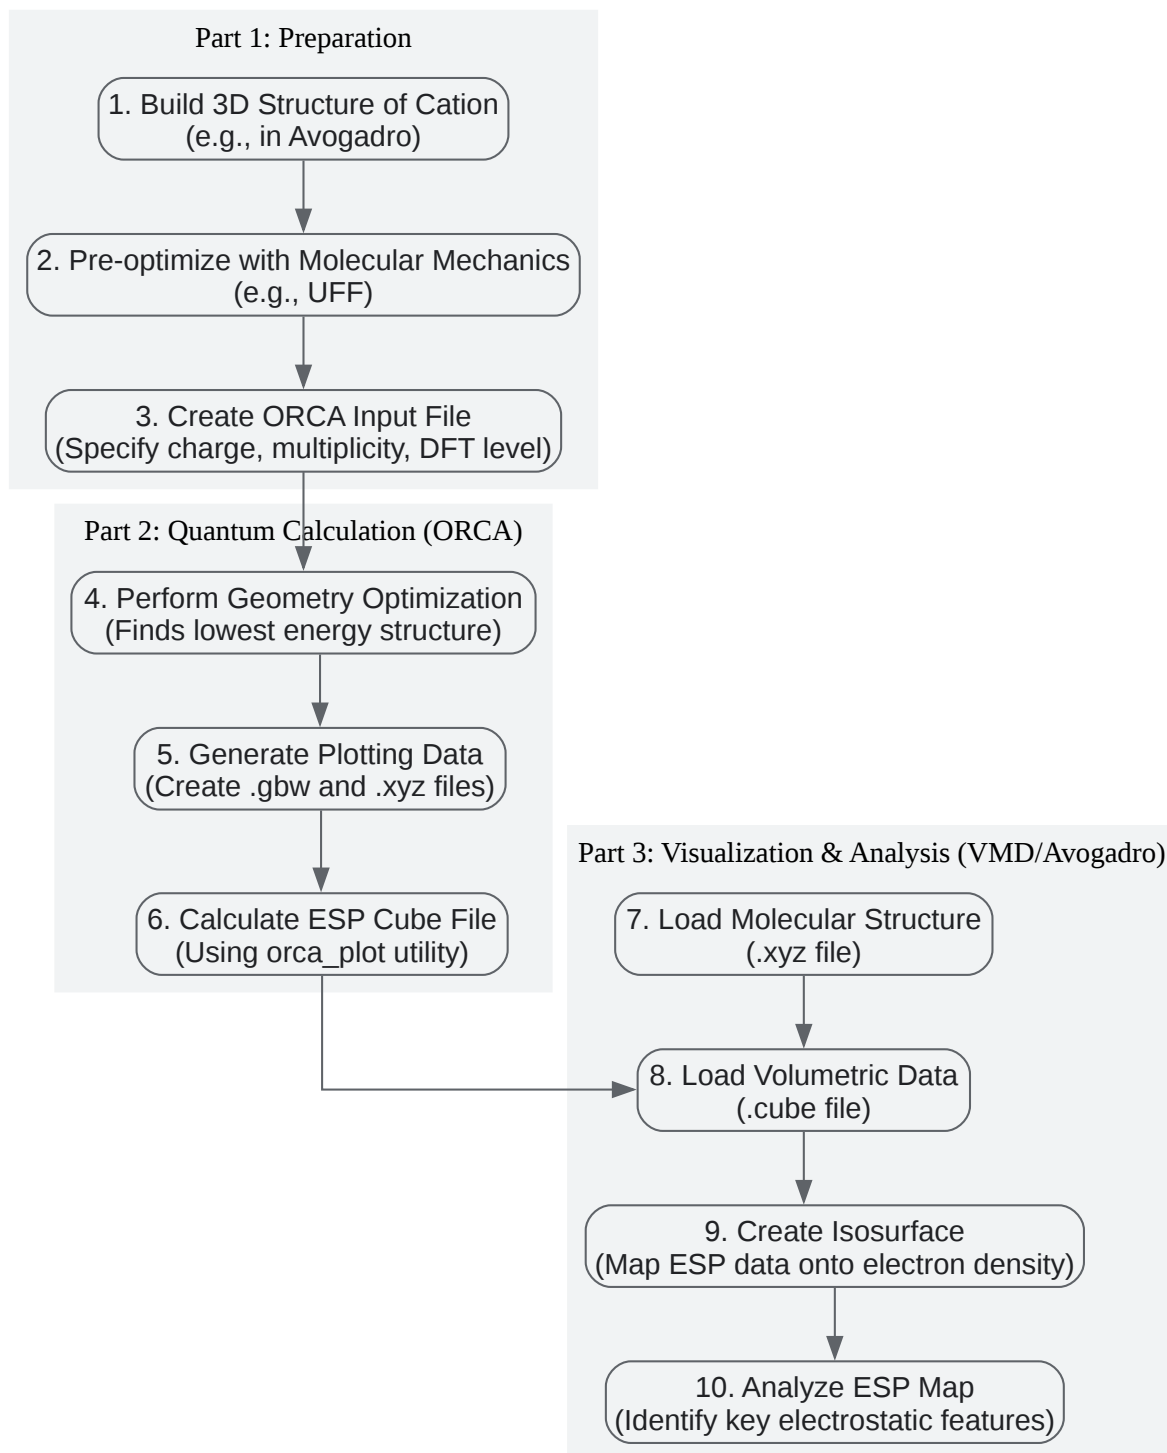 Part 1: Preparation
1. Build 3D Structure of Cation
(e.g., in Avogadro)
2. Pre-optimize with Molecular Mechanics
(e.g., UFF)
3. Create ORCA Input File
(Specify charge, multiplicity, DFT level)
Part 2: Quantum Calculation (ORCA)
4. Perform Geometry Optimization
(Finds lowest energy structure)
5. Generate Plotting Data
(Create .gbw and .xyz files)
6. Calculate ESP Cube File
(Using orca_plot utility)
Part 3: Visualization & Analysis (VMD/Avogadro)
7. Load Molecular Structure
(.xyz file)
8. Load Volumetric Data
(.cube file)
9. Create Isosurface
(Map ESP data onto electron density)
10. Analyze ESP Map
(Identify key electrostatic features)